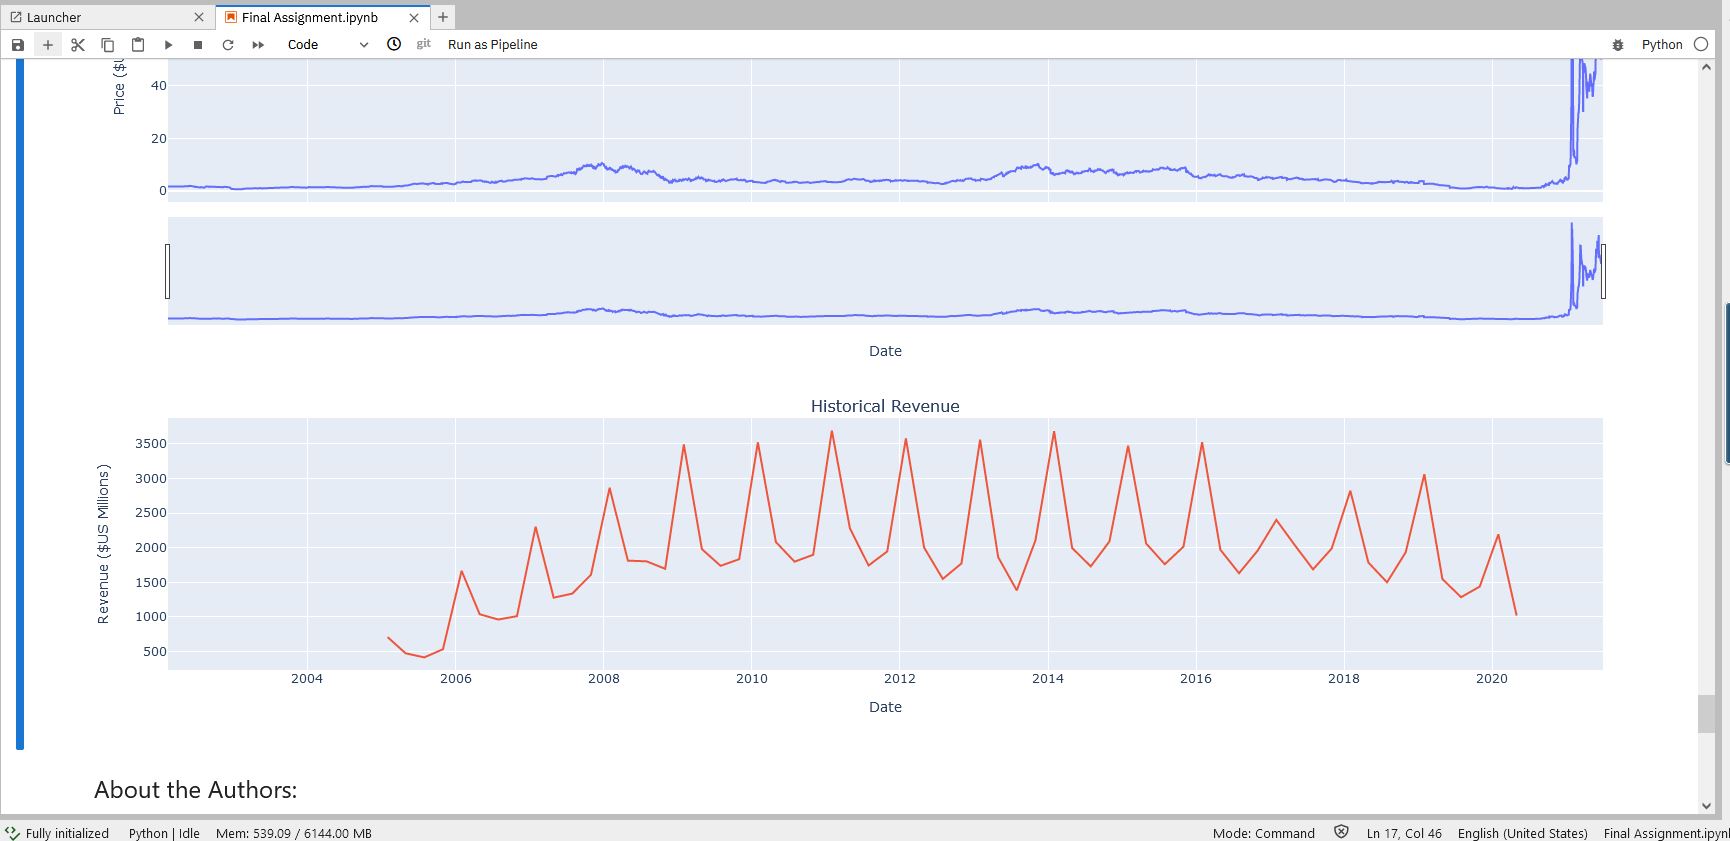 Launcher
Final Assignment.ipynb
Code
git
Run as Pipeline
Python
Price ($U
40
20
0
Date
Historical Revenue
Revenue ($US Millions)
3500
3000
2500
2000
1500
1000
500
2004 2006 2008 2010 2012 2014 2016 2018 2020
Date
About the Authors:
Fully initialized Python | Idle Mem: 539.09 / 6144.00 MB Mode: Command Ln 17, Col 46 English (United States) Final Assignment.ipyn